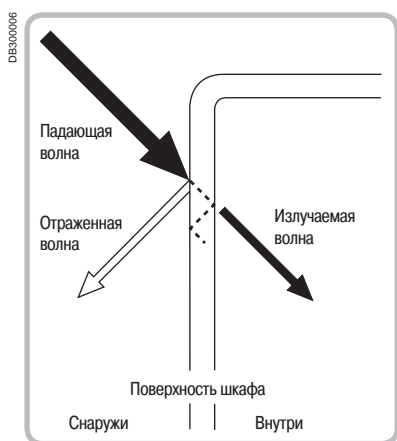 DB300006
Падающая
волна
Отраженная
волна
Излучаемая
волна
Поверхность шкафа
Снаружи
Внутри